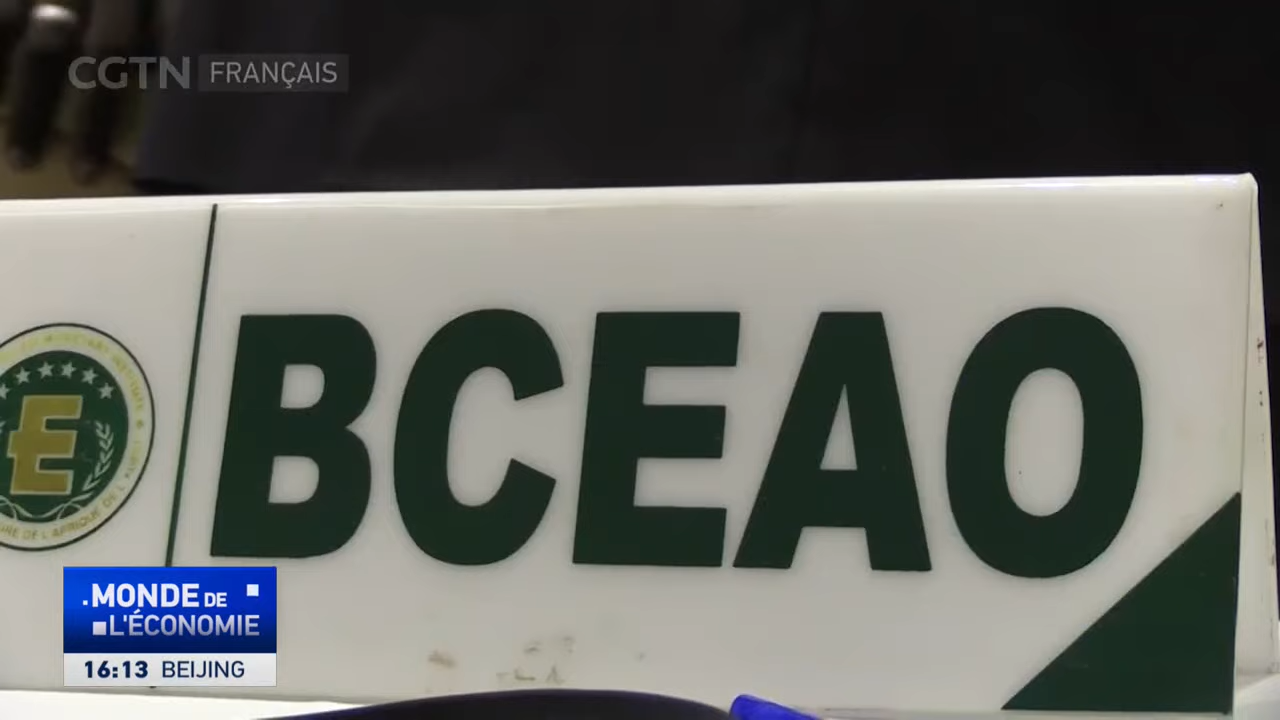 CGTN FRANÇAIS
BCEAO
E
MONDE DE
L'ÉCONOMIE
16:13 BEIJING